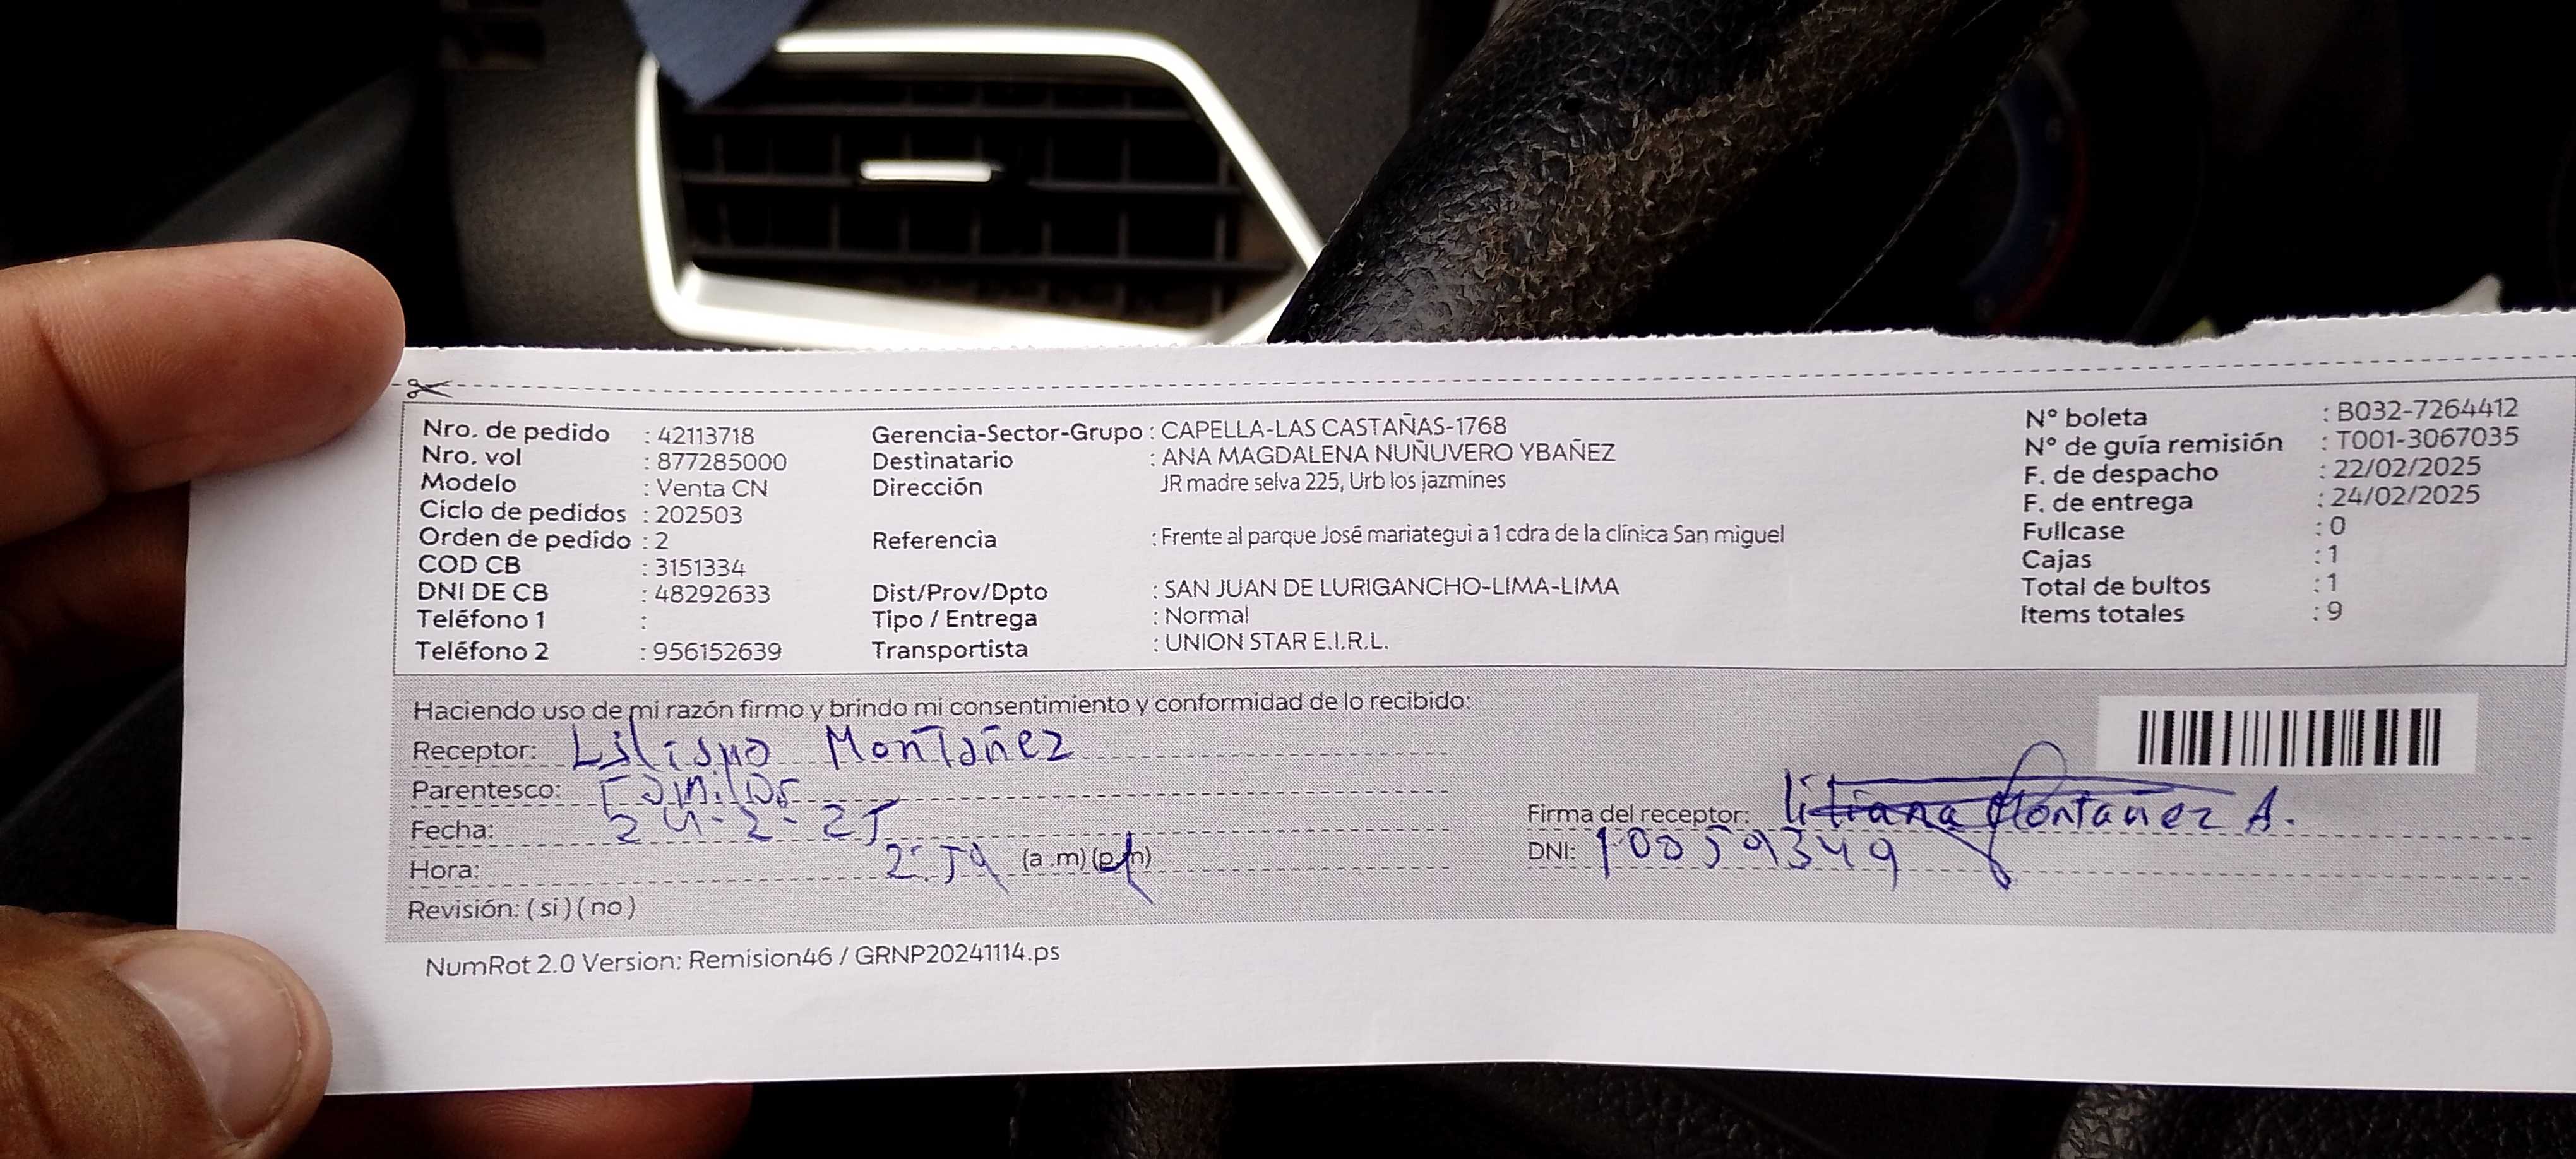 Nro. de pedido : 42113718
Nro. vol : 877285000
Modelo : Venta CN
Ciclo de pedidos : 202503
Orden de pedido : 2
COD CB : 3151334
DNI DE CB : 48292633
Teléfono 1 :
Teléfono 2 : 956152639
Gerencia-Sector-Grupo : CAPELLA-LAS CASTAÑAS-1768
Destinatario : ANA MAGDALENA NUÑUVERO YBAÑEZ
Dirección JR madre selva 225, Urb los jazmines
Referencia : Frente al parque José mariategui a 1 cdra de la clínica San miguel
Dist/Prov/Dpto : SAN JUAN DE LURIGANCHO-LIMA-LIMA
Tipo / Entrega : Normal
Transportista : UNION STAR E.I.R.L.
N° boleta : B032-7264412
N° de guía remisión : T001-3067035
F. de despacho : 22/02/2025
F. de entrega : 24/02/2025
Fullcase : 0
Cajas : 1
Total de bultos : 1
Items totales : 9
Haciendo uso de mi razón firmo y brindo mi consentimiento y conformidad de lo recibido:
Receptor: Liliana Montañez
Parentesco: Familiar
Fecha: 24-2-25
Hora: 2:59 (a.m) (p.m)
Revisión: ( si ) ( no )
Firma del receptor: liliana Montañez A.
DNI: 10059349
NumRot 2.0 Version: Remision46 / GRNP20241114.ps